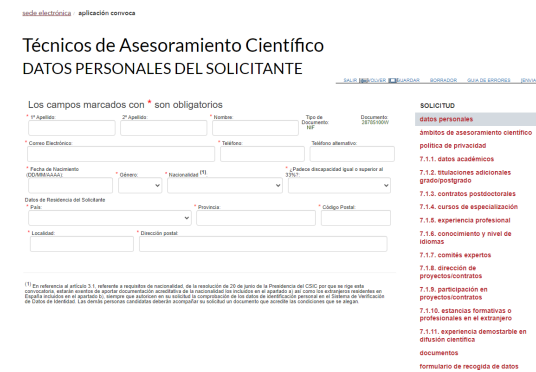 sede electrónica aplicación convoca
Técnicos de Asesoramiento Científico
DATOS PERSONALES DEL SOLICITANTE
SALIR VOLVER GUARDAR BORRADOR GUIA DE ERRORES
Los campos marcados con * son obligatorios
* 1º Apellido: 2º Apellido: * Nombre: Tipo de Documento: NIF Documento:
* Correo Electrónico: * Teléfono: Teléfono alternativo:
* Fecha de Nacimiento (DD/MM/AAAA): * Género: * Nacionalidad (1) * ¿Padece discapacidad igual o superior al 33%?:
Datos de Residencia del Solicitante
* País: * Provincia: * Código Postal:
* Localidad: * Dirección postal:
(1) En referencia al artículo 3.1, referente a requisitos de nacionalidad, de la resolución de 20 de junio de la Presidencia del CSIC por que se rige esta
convocatoria, estarán exentos de aportar documentación acreditativa de la nacionalidad los incluidos en el apartado a) así como los extranjeros residentes en
España incluidos en el apartado b), siempre que autoricen en su solicitud la comprobación de los datos de identificación personal en el Sistema de Verificación
de Datos de Identidad. Las demás personas candidatas deberán acompañar su solicitud un documento que acredite las condiciones que se alegan.
SOLICITUD
datos personales
ámbitos de asesoramiento científico
política de privacidad
7.1.1. datos académicos
7.1.2. titulaciones adicionales
grado/postgrado
7.1.3. contratos postdoctorales
7.1.4. cursos de especialización
7.1.5. experiencia profesional
7.1.6. conocimiento y nivel de
idiomas
7.1.7. comités expertos
7.1.8. dirección de
proyectos/contratos
7.1.9. participación en
proyectos/contratos
7.1.10. estancias formativas o
profesionales en el extranjero
7.1.11. experiencia demostrable en
difusión científica
documentos
formulario de recogida de datos